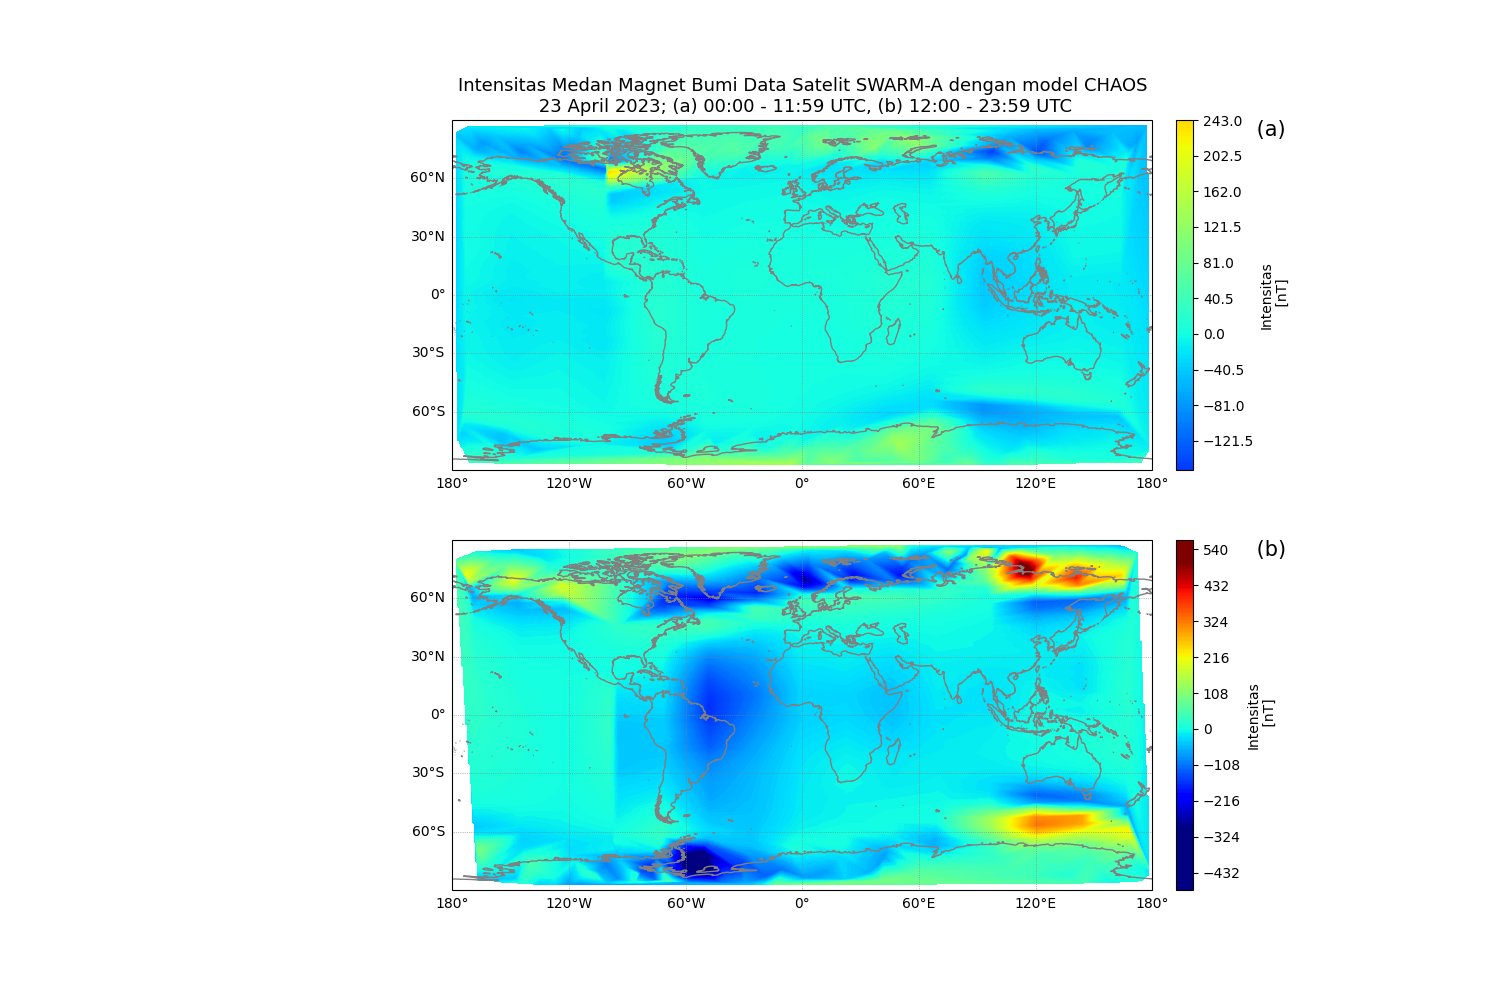 Intensitas Medan Magnet Bumi Data Satelit SWARM-A dengan model CHAOS
23 April 2023; (a) 00:00 - 11:59 UTC, (b) 12:00 - 23:59 UTC
(a)
60°N
30°N
0°
30°S
60°S
180°
120°W
60°W
0°
60°E
120°E
180°
243.0
202.5
162.0
121.5
81.0
40.5
0.0
−40.5
−81.0
−121.5
Intensitas
[nT]
(b)
60°N
30°N
0°
30°S
60°S
180°
120°W
60°W
0°
60°E
120°E
180°
540
432
324
216
108
0
−108
−216
−324
−432
Intensitas
[nT]